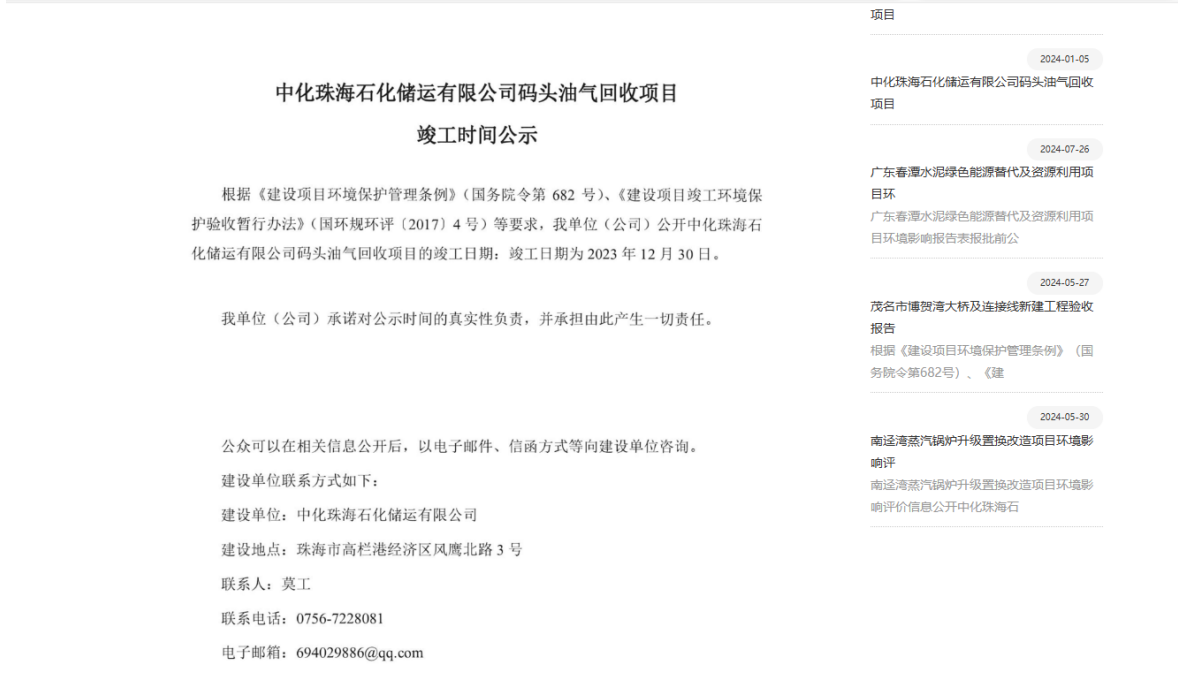 中化珠海石化储运有限公司码头油气回收项目
竣工时间公示
根据《建设项目环境保护管理条例》（国务院令第 682 号）、《建设项目竣工环境保
护验收暂行办法》（国环规环评〔2017〕4 号）等要求，我单位（公司）公开中化珠海石
化储运有限公司码头油气回收项目的竣工日期：竣工日期为 2023 年 12 月 30 日。
我单位（公司）承诺对公示时间的真实性负责，并承担由此产生一切责任。
公众可以在相关信息公开后，以电子邮件、信函方式等向建设单位咨询。
建设单位联系方式如下：
建设单位：中化珠海石化储运有限公司
建设地点：珠海市高栏港经济区风鹰北路 3 号
联系人：莫工
联系电话：0756-7228081
电子邮箱：694029886@qq.com
项目
2024-01-05
中化珠海石化储运有限公司码头油气回收
项目
2024-07-26
广东春潭水泥绿色能源替代及资源利用项
目环
广东春潭水泥绿色能源替代及资源利用项
目环境影响报告表报批前公
2024-05-27
茂名市博贺湾大桥及连接线新建工程验收
报告
根据《建设项目环境保护管理条例》（国
务院令第682号）、《建
2024-05-30
南迳湾蒸汽锅炉升级置换改造项目环境影
响评
南迳湾蒸汽锅炉升级置换改造项目环境影
响评价信息公开中化珠海石